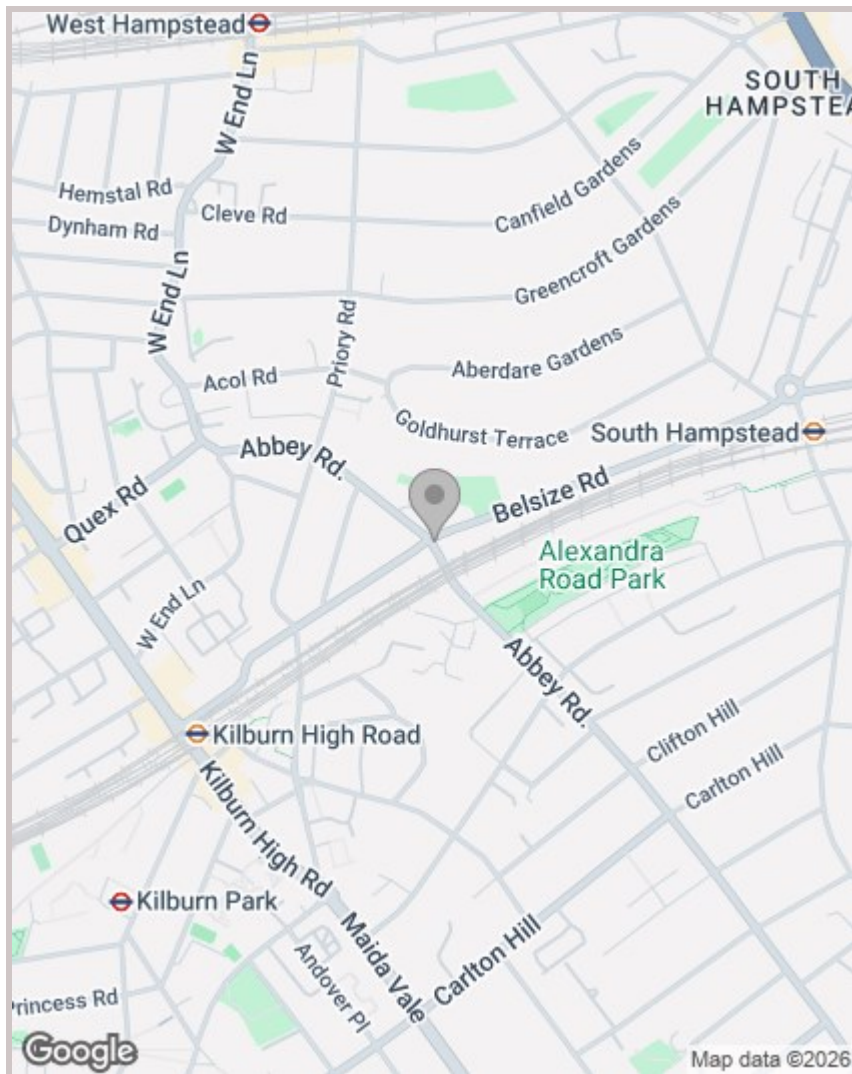 West Hampstead
W End Ln
SOUTH
HAMPSTEA
Hemstal Rd
Cleve Rd
Dynham Rd
Canfield Gardens
Greencroft Gardens
W End Ln
Priory Rd
Acol Rd
Aberdare Gardens
Goldhurst Terrace
South Hampstead
Abbey Rd.
Quex Rd
Belsize Rd
Alexandra
Road Park
W End Ln
Abbey Rd.
Kilburn High Road
Clifton Hill
Carlton Hill
Kilburn High Rd
Kilburn Park
Maida Vale
Carlton Hill
Andover Pl
Princess Rd
Google
Map data ©2026